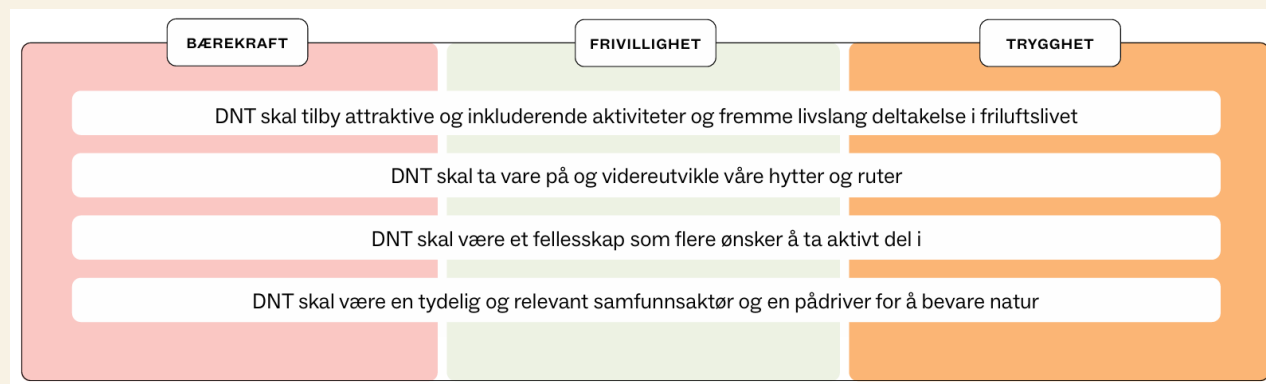 BÆREKRAFT
FRIVILLIGHET
TRYGGHET
DNT skal tilby attraktive og inkluderende aktiviteter og fremme livslang deltakelse i friluftslivet
DNT skal ta vare på og videreutvikle våre hytter og ruter
DNT skal være et fellesskap som flere ønsker å ta aktivt del i
DNT skal være en tydelig og relevant samfunnsaktør og en pådriver for å bevare natur